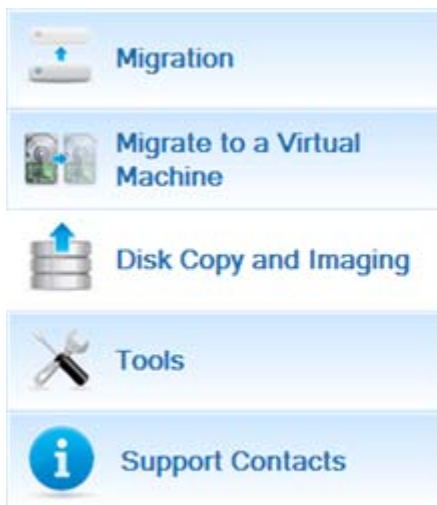 Migration
Migrate to a Virtual
Machine
Disk Copy and Imaging
Tools
Support Contacts